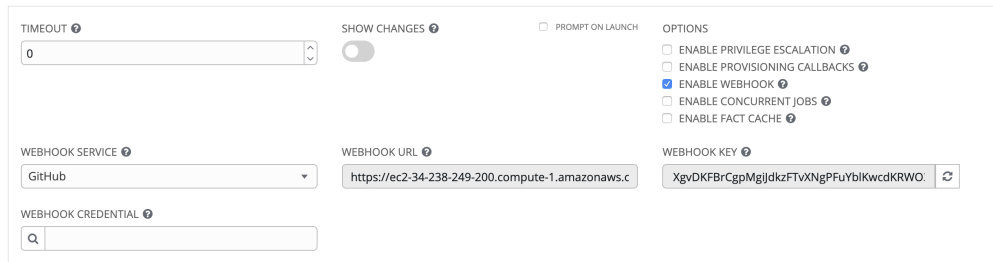 TIMEOUT
0
SHOW CHANGES
PROMPT ON LAUNCH
OPTIONS
ENABLE PRIVILEGE ESCALATION
ENABLE PROVISIONING CALLBACKS
ENABLE WEBHOOK
ENABLE CONCURRENT JOBS
ENABLE FACT CACHE
WEBHOOK SERVICE
GitHub
WEBHOOK URL
https://ec2-34-238-249-200.compute-1.amazonaws.c
WEBHOOK KEY
WEBHOOK CREDENTIAL